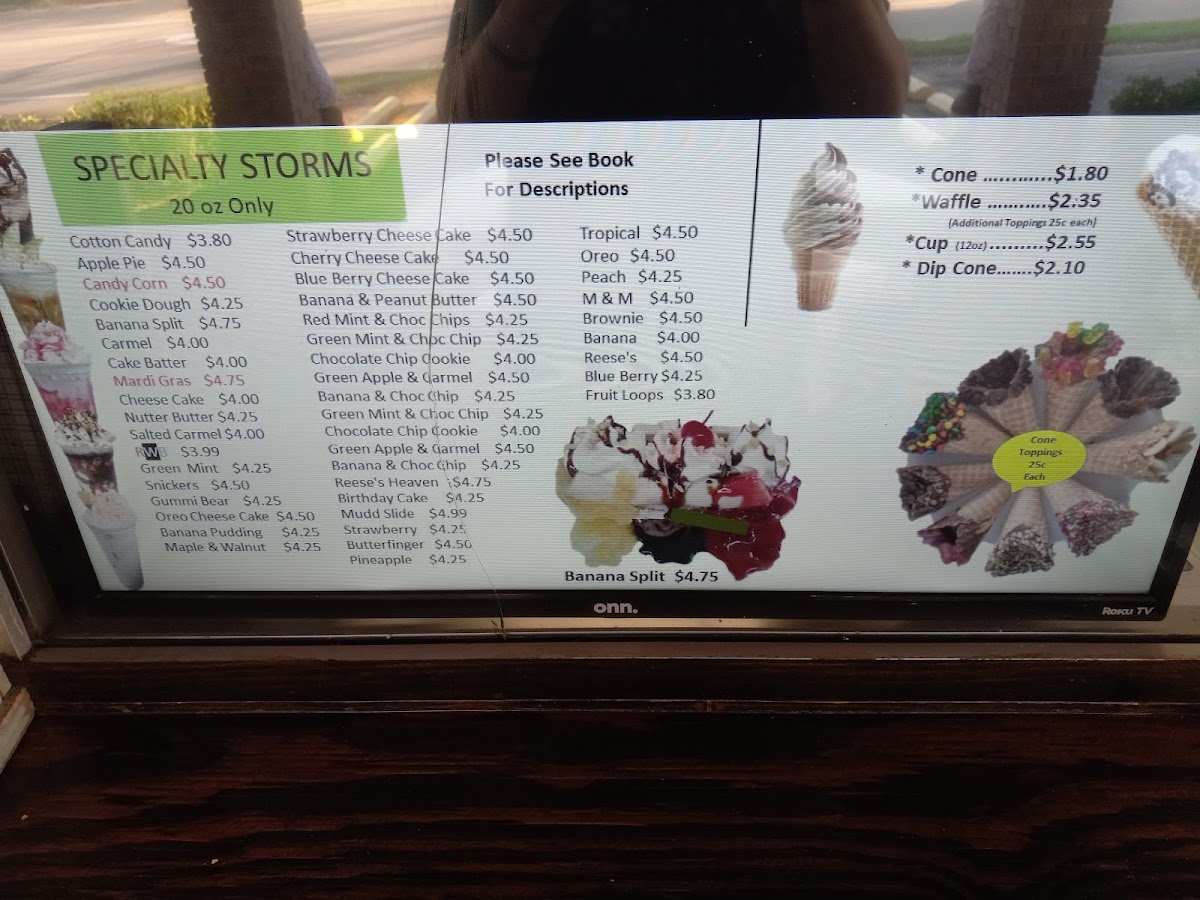 SPECIALTY STORMS
20 oz Only
Cotton Candy $3.80
Apple Pie $4.50
Candy Corn $4.50
Cookie Dough $4.25
Banana Split $4.75
Carmel $4.00
Cake Batter $4.00
Mardi Gras $4.75
Cheese Cake $4.00
Nutter Butter $4.25
Salted Carmel $4.00
RWB $3.99
Green Mint $4.25
Snickers $4.50
Gummi Bear $4.25
Oreo Cheese Cake $4.50
Banana Pudding $4.25
Maple & Walnut $4.25
Strawberry Cheese Cake $4.50
Cherry Cheese Cake $4.50
Blue Berry Cheese Cake $4.50
Banana & Peanut Butter $4.50
Red Mint & Choc Chips $4.25
Green Mint & Choc Chip $4.25
Chocolate Chip Cookie $4.00
Green Apple & Carmel $4.50
Banana & Choc Chip $4.25
Green Mint & Choc Chip $4.25
Chocolate Chip Cookie $4.00
Green Apple & Carmel $4.50
Banana & Choc Chip $4.25
Reese's Heaven $4.75
Birthday Cake $4.25
Mudd Slide $4.99
Strawberry $4.25
Butterfinger $4.50
Pineapple $4.25
Please See Book
For Descriptions
Tropical $4.50
Oreo $4.50
Peach $4.25
M & M $4.50
Brownie $4.50
Banana $4.00
Reese's $4.50
Blue Berry $4.25
Fruit Loops $3.80
Banana Split $4.75
* Cone ............$1.80
*Waffle ...........$2.35
(Additional Toppings 25c each)
*Cup (12oz).........$2.55
* Dip Cone.......$2.10
Cone
Toppings
25c
Each
onn.
Roku TV